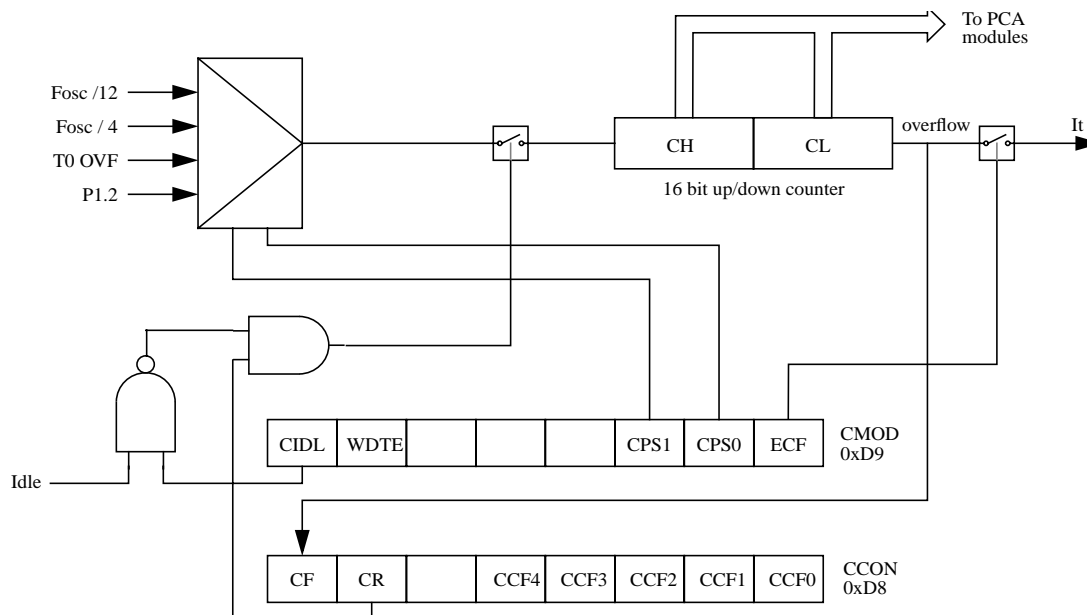 To PCA
modules
Fosc /12
Fosc / 4
T0 OVF
P1.2
CH
CL
overflow
It
16 bit up/down counter
CIDL
WDTE
CPS1
CPS0
ECF
CMOD
0xD9
Idle
CF
CR
CCF4
CCF3
CCF2
CCF1
CCF0
CCON
0xD8